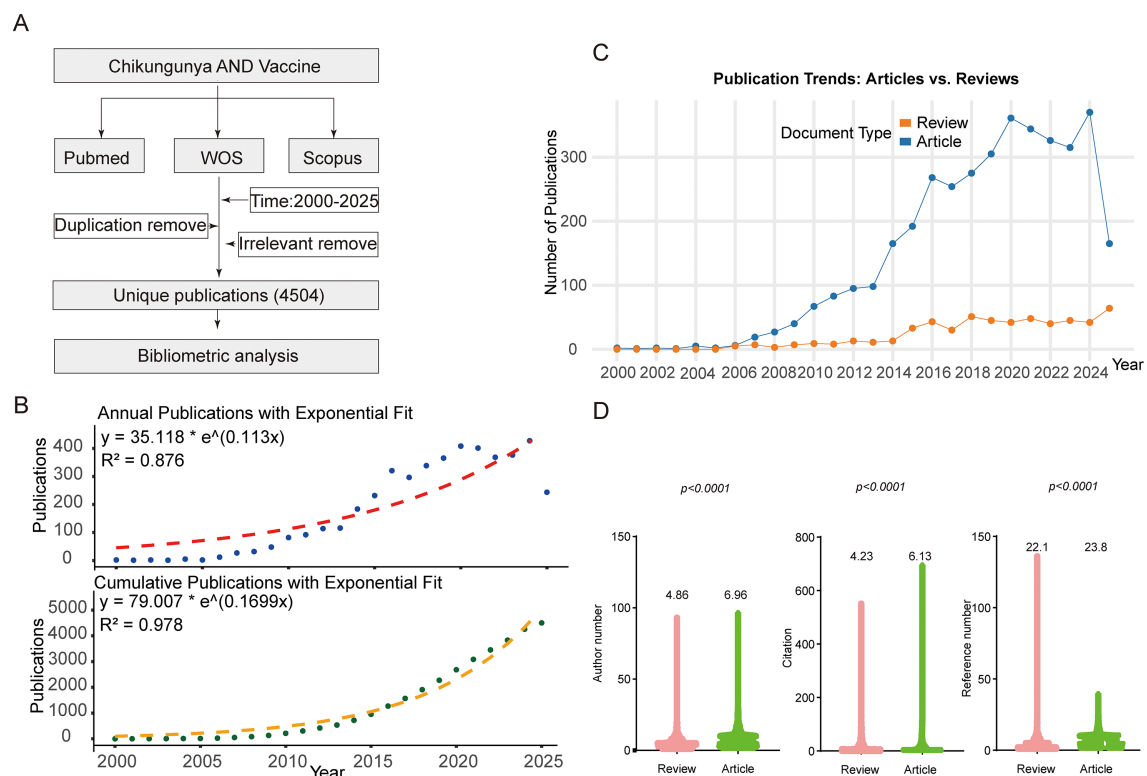 A
Chikungunya AND Vaccine
Pubmed
WOS
Scopus
Time:2000-2025
Duplication remove
Irrelevant remove
Unique publications (4504)
Bibliometric analysis
B
Annual Publications with Exponential Fit
y = 35.118 * e^(0.113x)
R² = 0.876
Publications
400
300
200
100
0
Cumulative Publications with Exponential Fit
y = 79.007 * e^(0.1699x)
R² = 0.978
Publications
5000
4000
3000
2000
1000
0
2000 2005 2010 2015 2020 2025
Year
C
Publication Trends: Articles vs. Reviews
Document Type
Review
Article
Number of Publications
300
200
100
0
2000 2002 2004 2006 2008 2010 2012 2014 2016 2018 2020 2022 2024
Year
D
p<0.0001
Author number
150
100
50
0
4.86 6.96
Review Article
p<0.0001
Citation
800
600
400
200
0
4.23 6.13
Review Article
p<0.0001
Reference number
150
100
50
0
22.1 23.8
Review Article